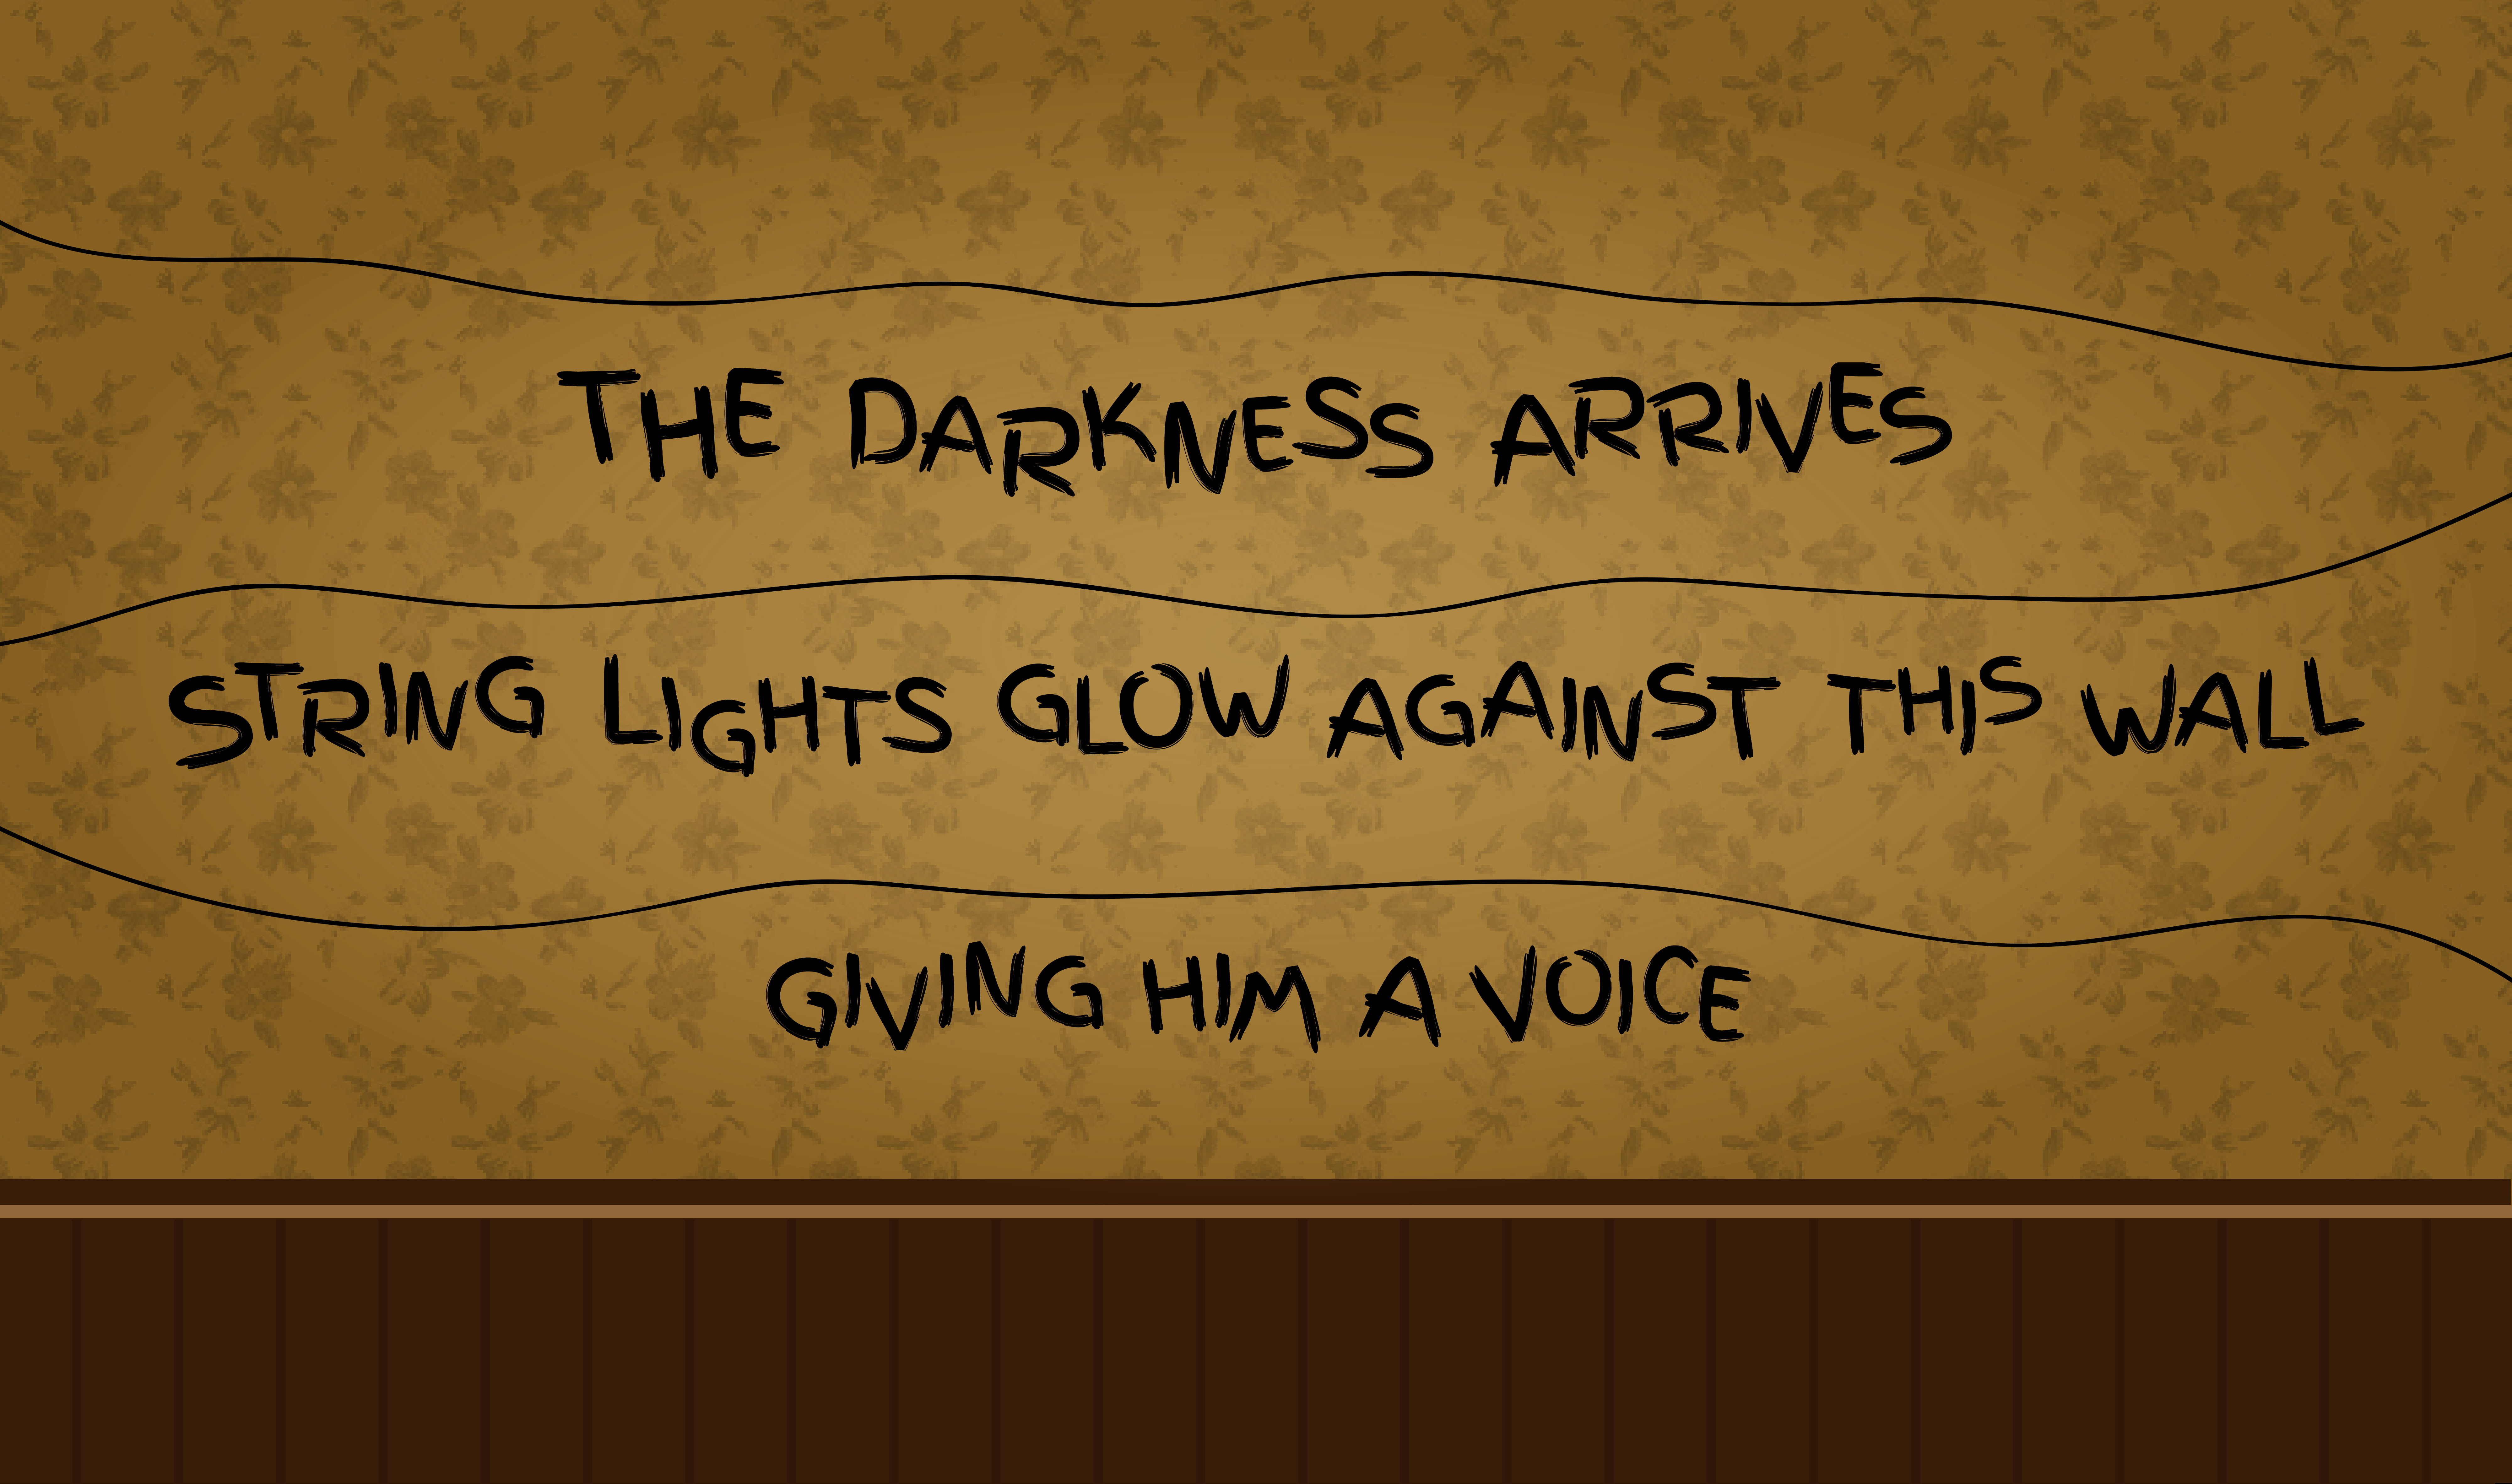 THE DARKNESS ARRIVES
STRING LIGHTS GLOW AGAINST THIS WALL
GIVING HIM A VOICE